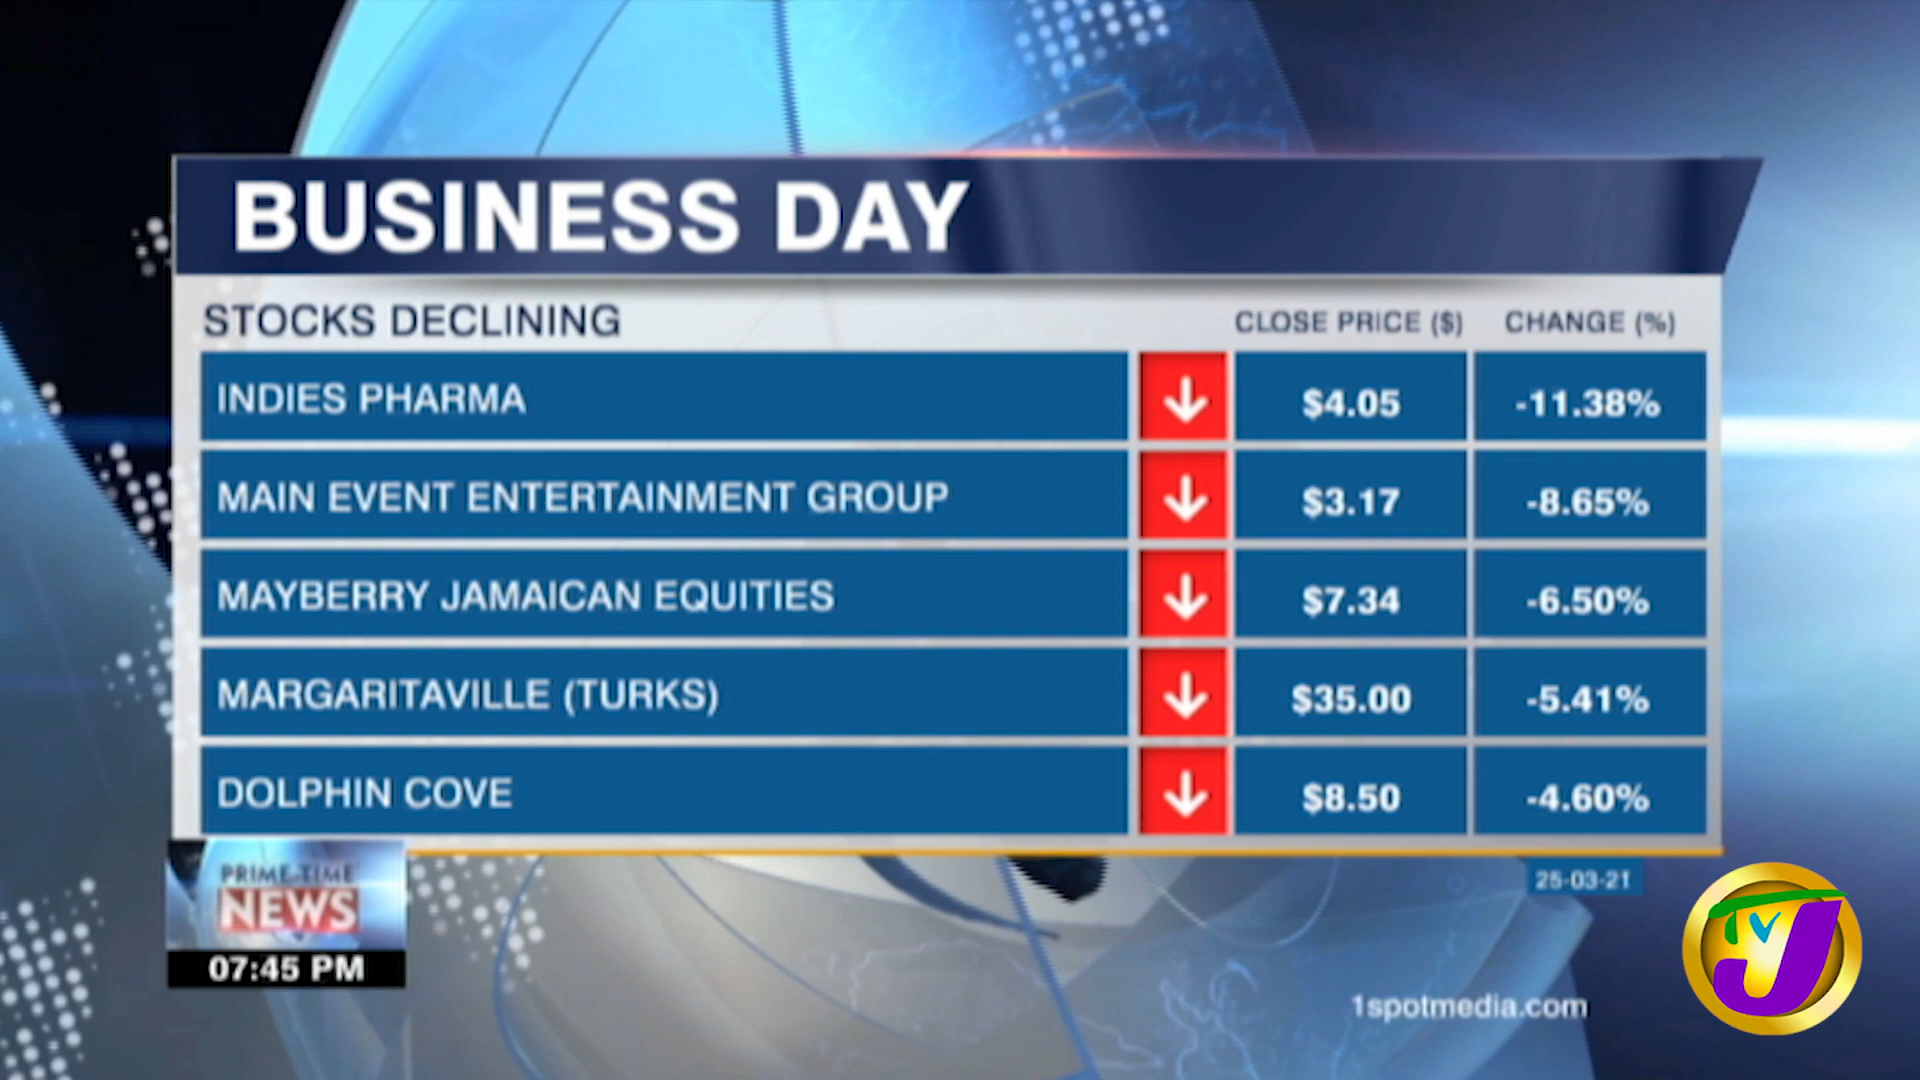 BUSINESS DAY
STOCKS DECLINING CLOSE PRICE ($) CHANGE (%)
INDIES PHARMA $4.05 -11.38%
MAIN EVENT ENTERTAINMENT GROUP $3.17 -8.65%
MAYBERRY JAMAICAN EQUITIES $7.34 -6.50%
MARGARITAVILLE (TURKS) $35.00 -5.41%
DOLPHIN COVE $8.50 -4.60%
PRIME TIME
NEWS
07:45 PM
25-03-21
1spotmedia.com
TVJ